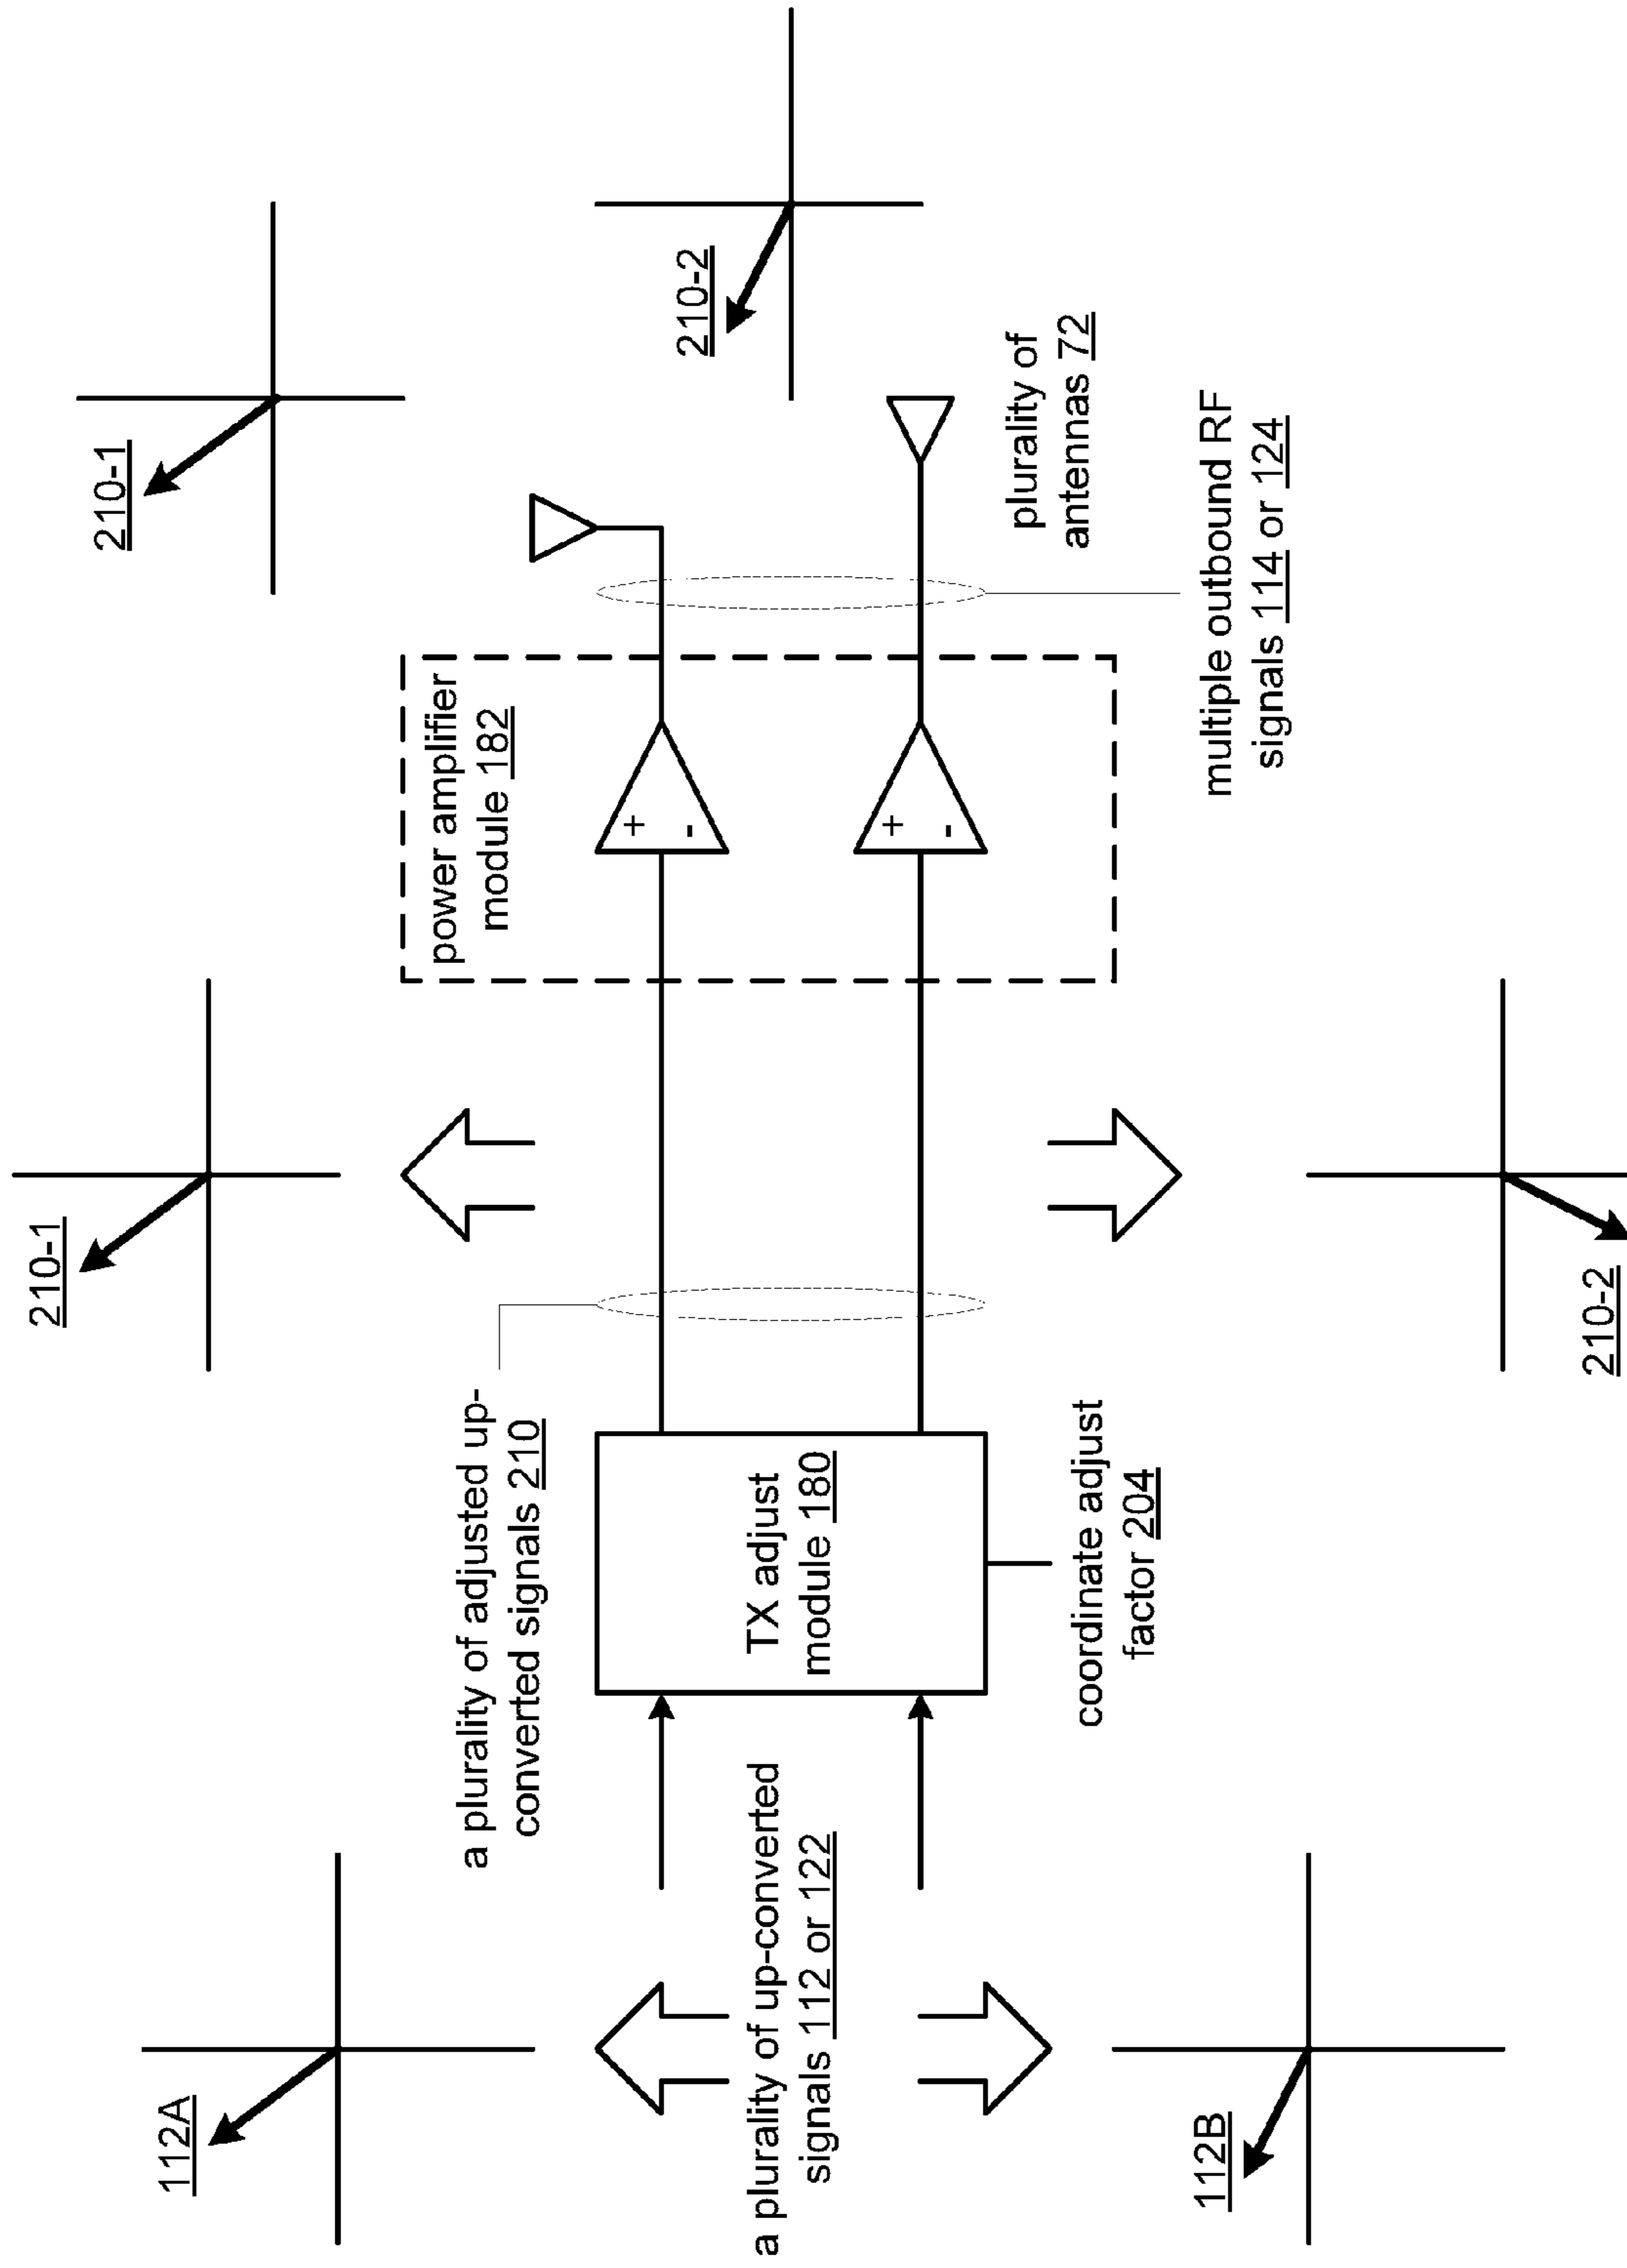 112A
a plurality of up-converted
signals 112 or 122
112B
a plurality of adjusted up-
converted signals 210
TX adjust
module 180
coordinate adjust
factor 204
210-1
210-2
power amplifier
module 182
+
-
+
-
210-1
210-2
plurality of
antennas 72
multiple outbound RF
signals 114 or 124